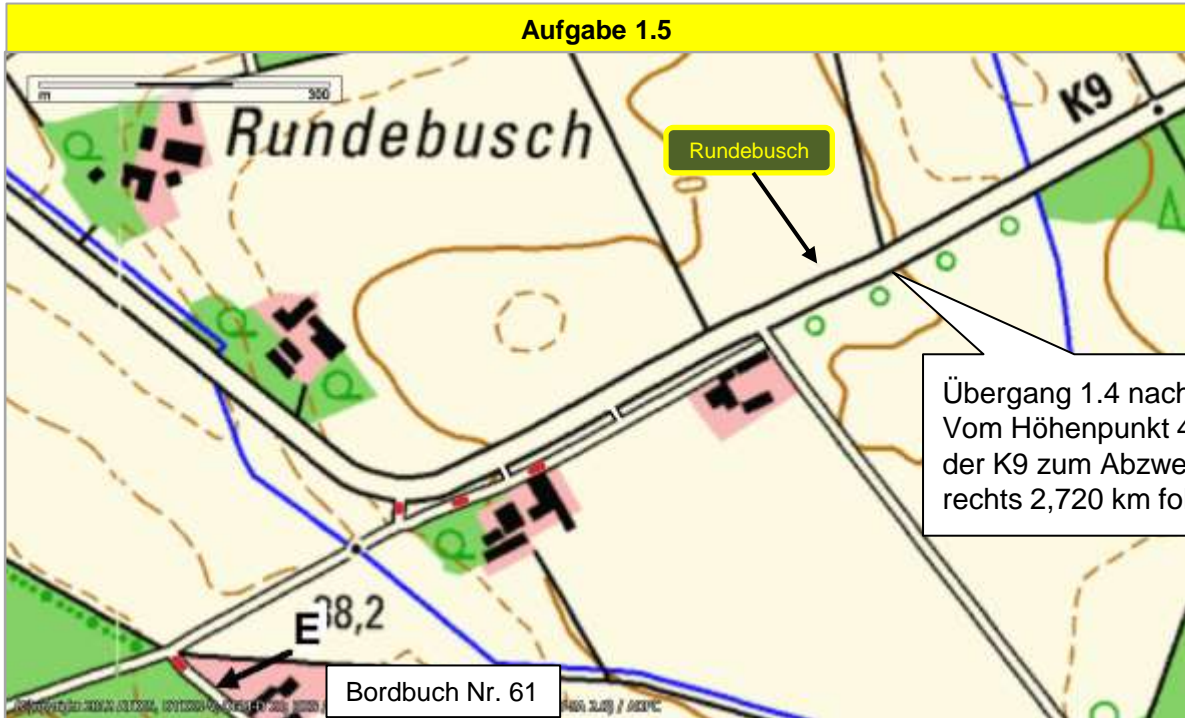 Aufgabe 1.5
m 300
Rundebusch
K9
Rundebusch
Übergang 1.4 nach
Vom Höhenpunkt 4
der K9 zum Abzwe
rechts 2,720 km fo
38,2
E
Bordbuch Nr. 61